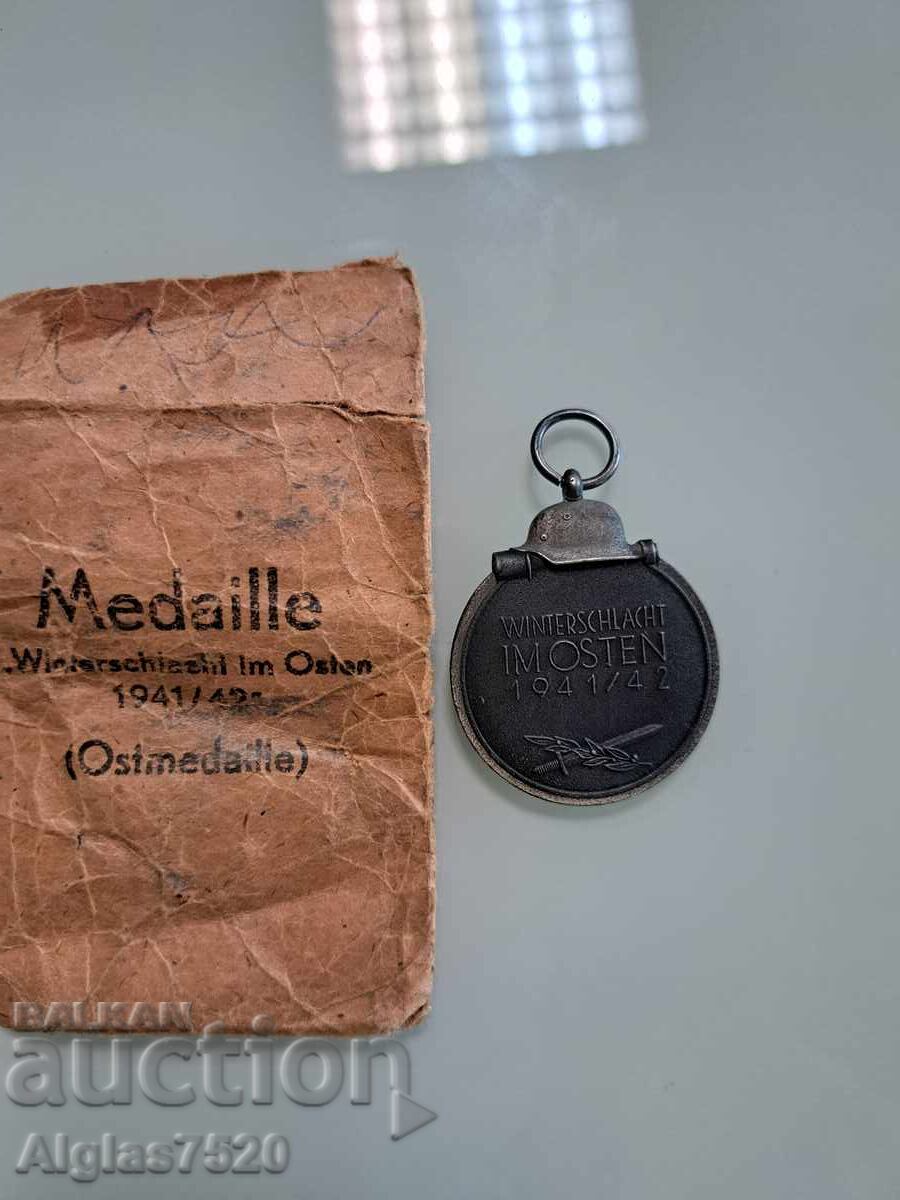 Medaille
„Winterschlacht im Osten
1941/42“
(Ostmedaille)
WINTERSCHLACHT
IM OSTEN
1941/42
BALKAN
auction
Alglas7520